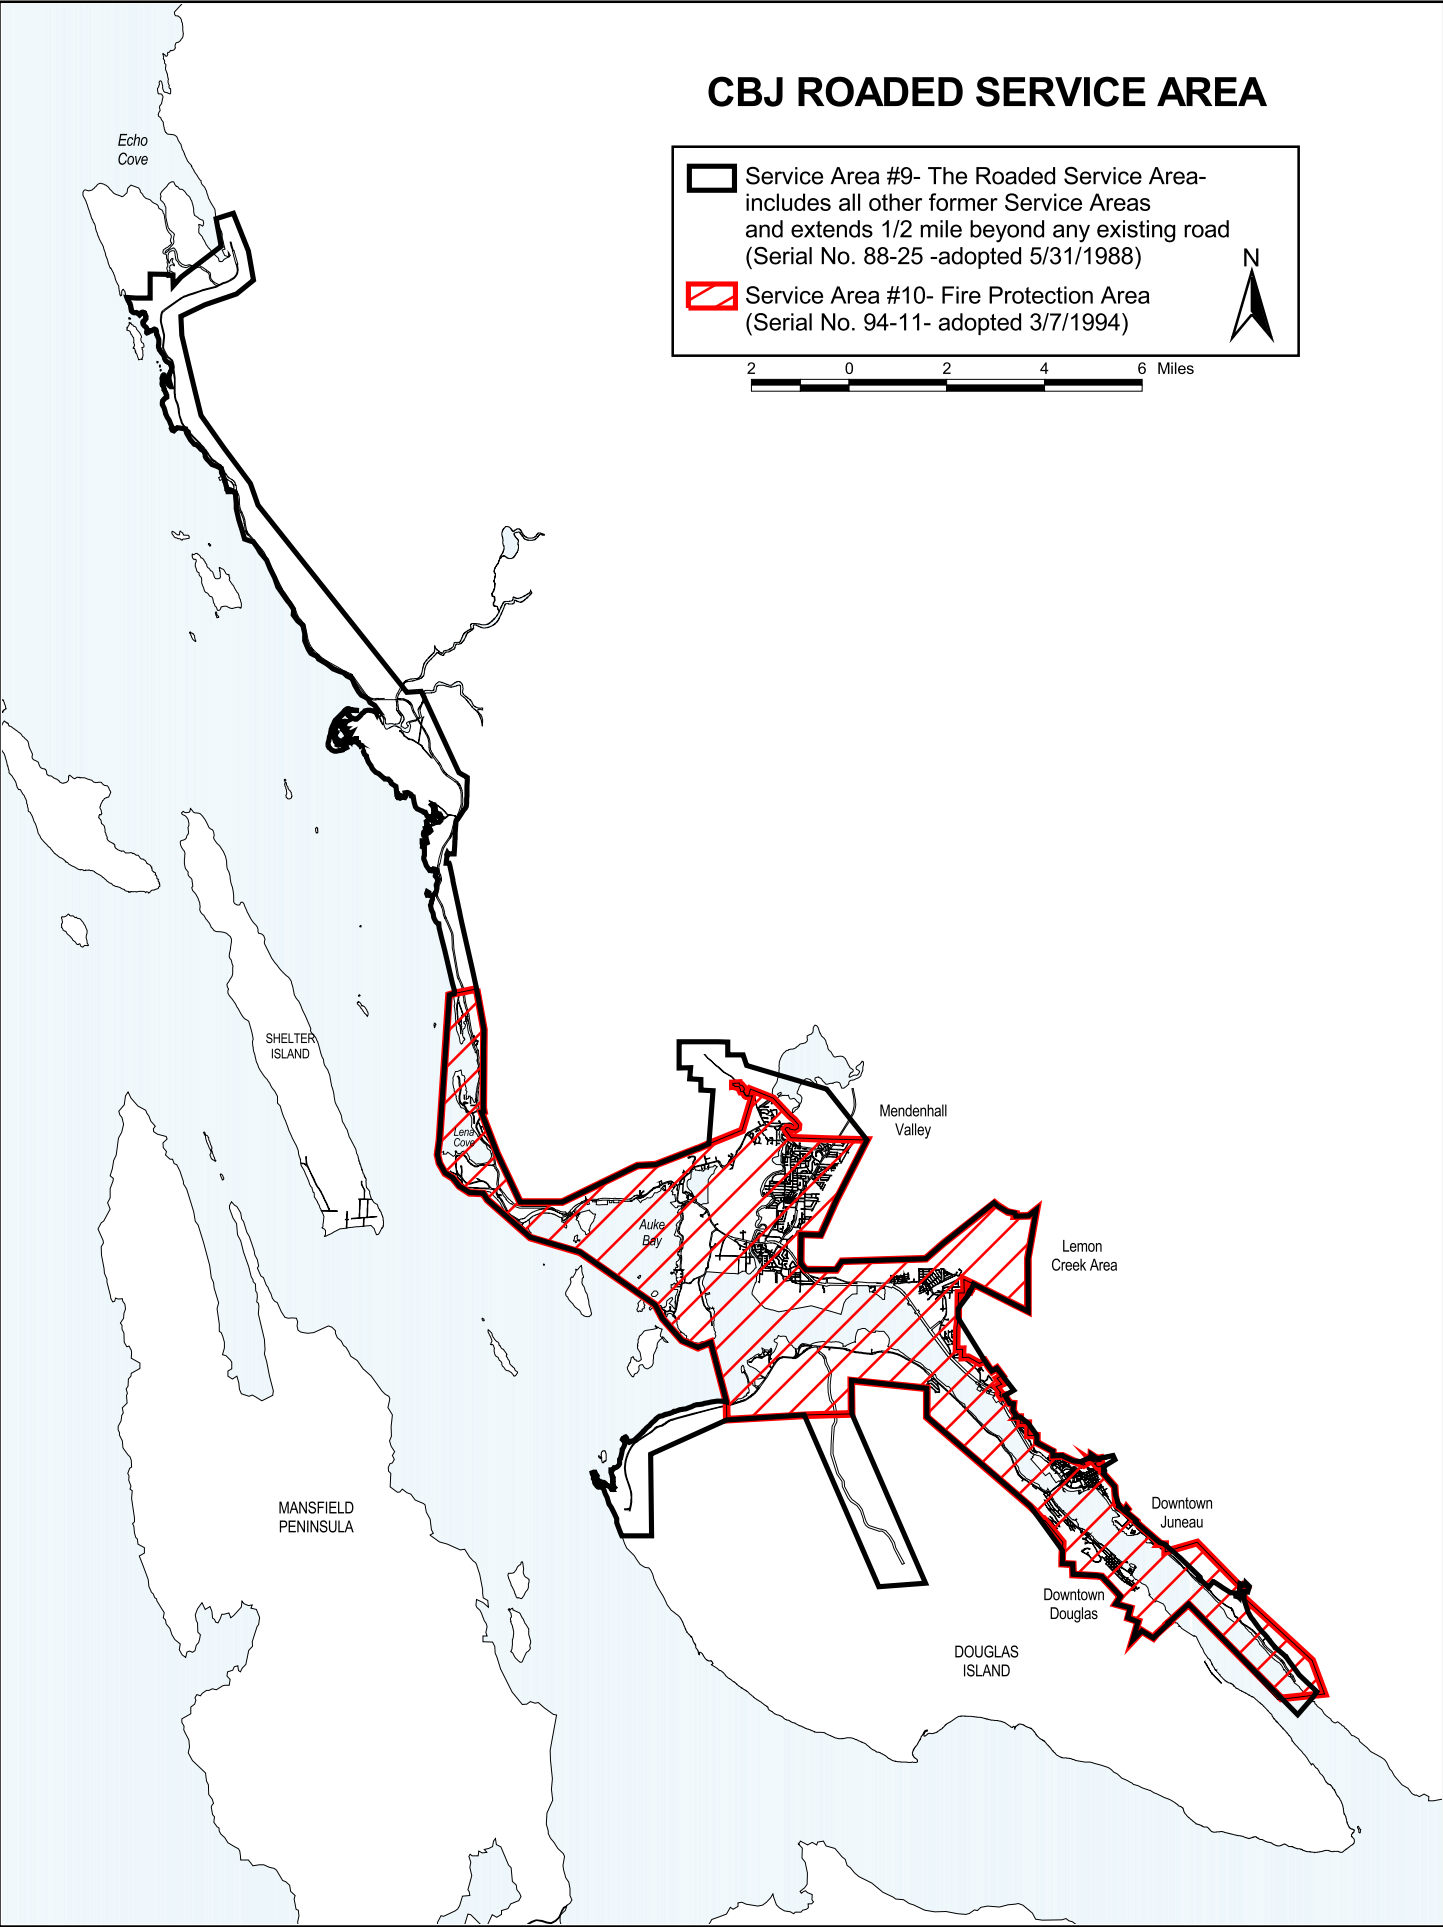 CBJ ROADED SERVICE AREA
Echo
Cove
Service Area #9- The Roaded Service Area-
includes all other former Service Areas
and extends 1/2 mile beyond any existing road
(Serial No. 88-25 -adopted 5/31/1988)
N
Service Area #10- Fire Protection Area
(Serial No. 94-11- adopted 3/7/1994)
2 0 2 4 6 Miles
SHELTER
ISLAND
Mendenhall
Valley
Lena
Cove
Auke
Bay
Lemon
Creek Area
MANSFIELD
PENINSULA
Downtown
Juneau
Downtown
Douglas
DOUGLAS
ISLAND